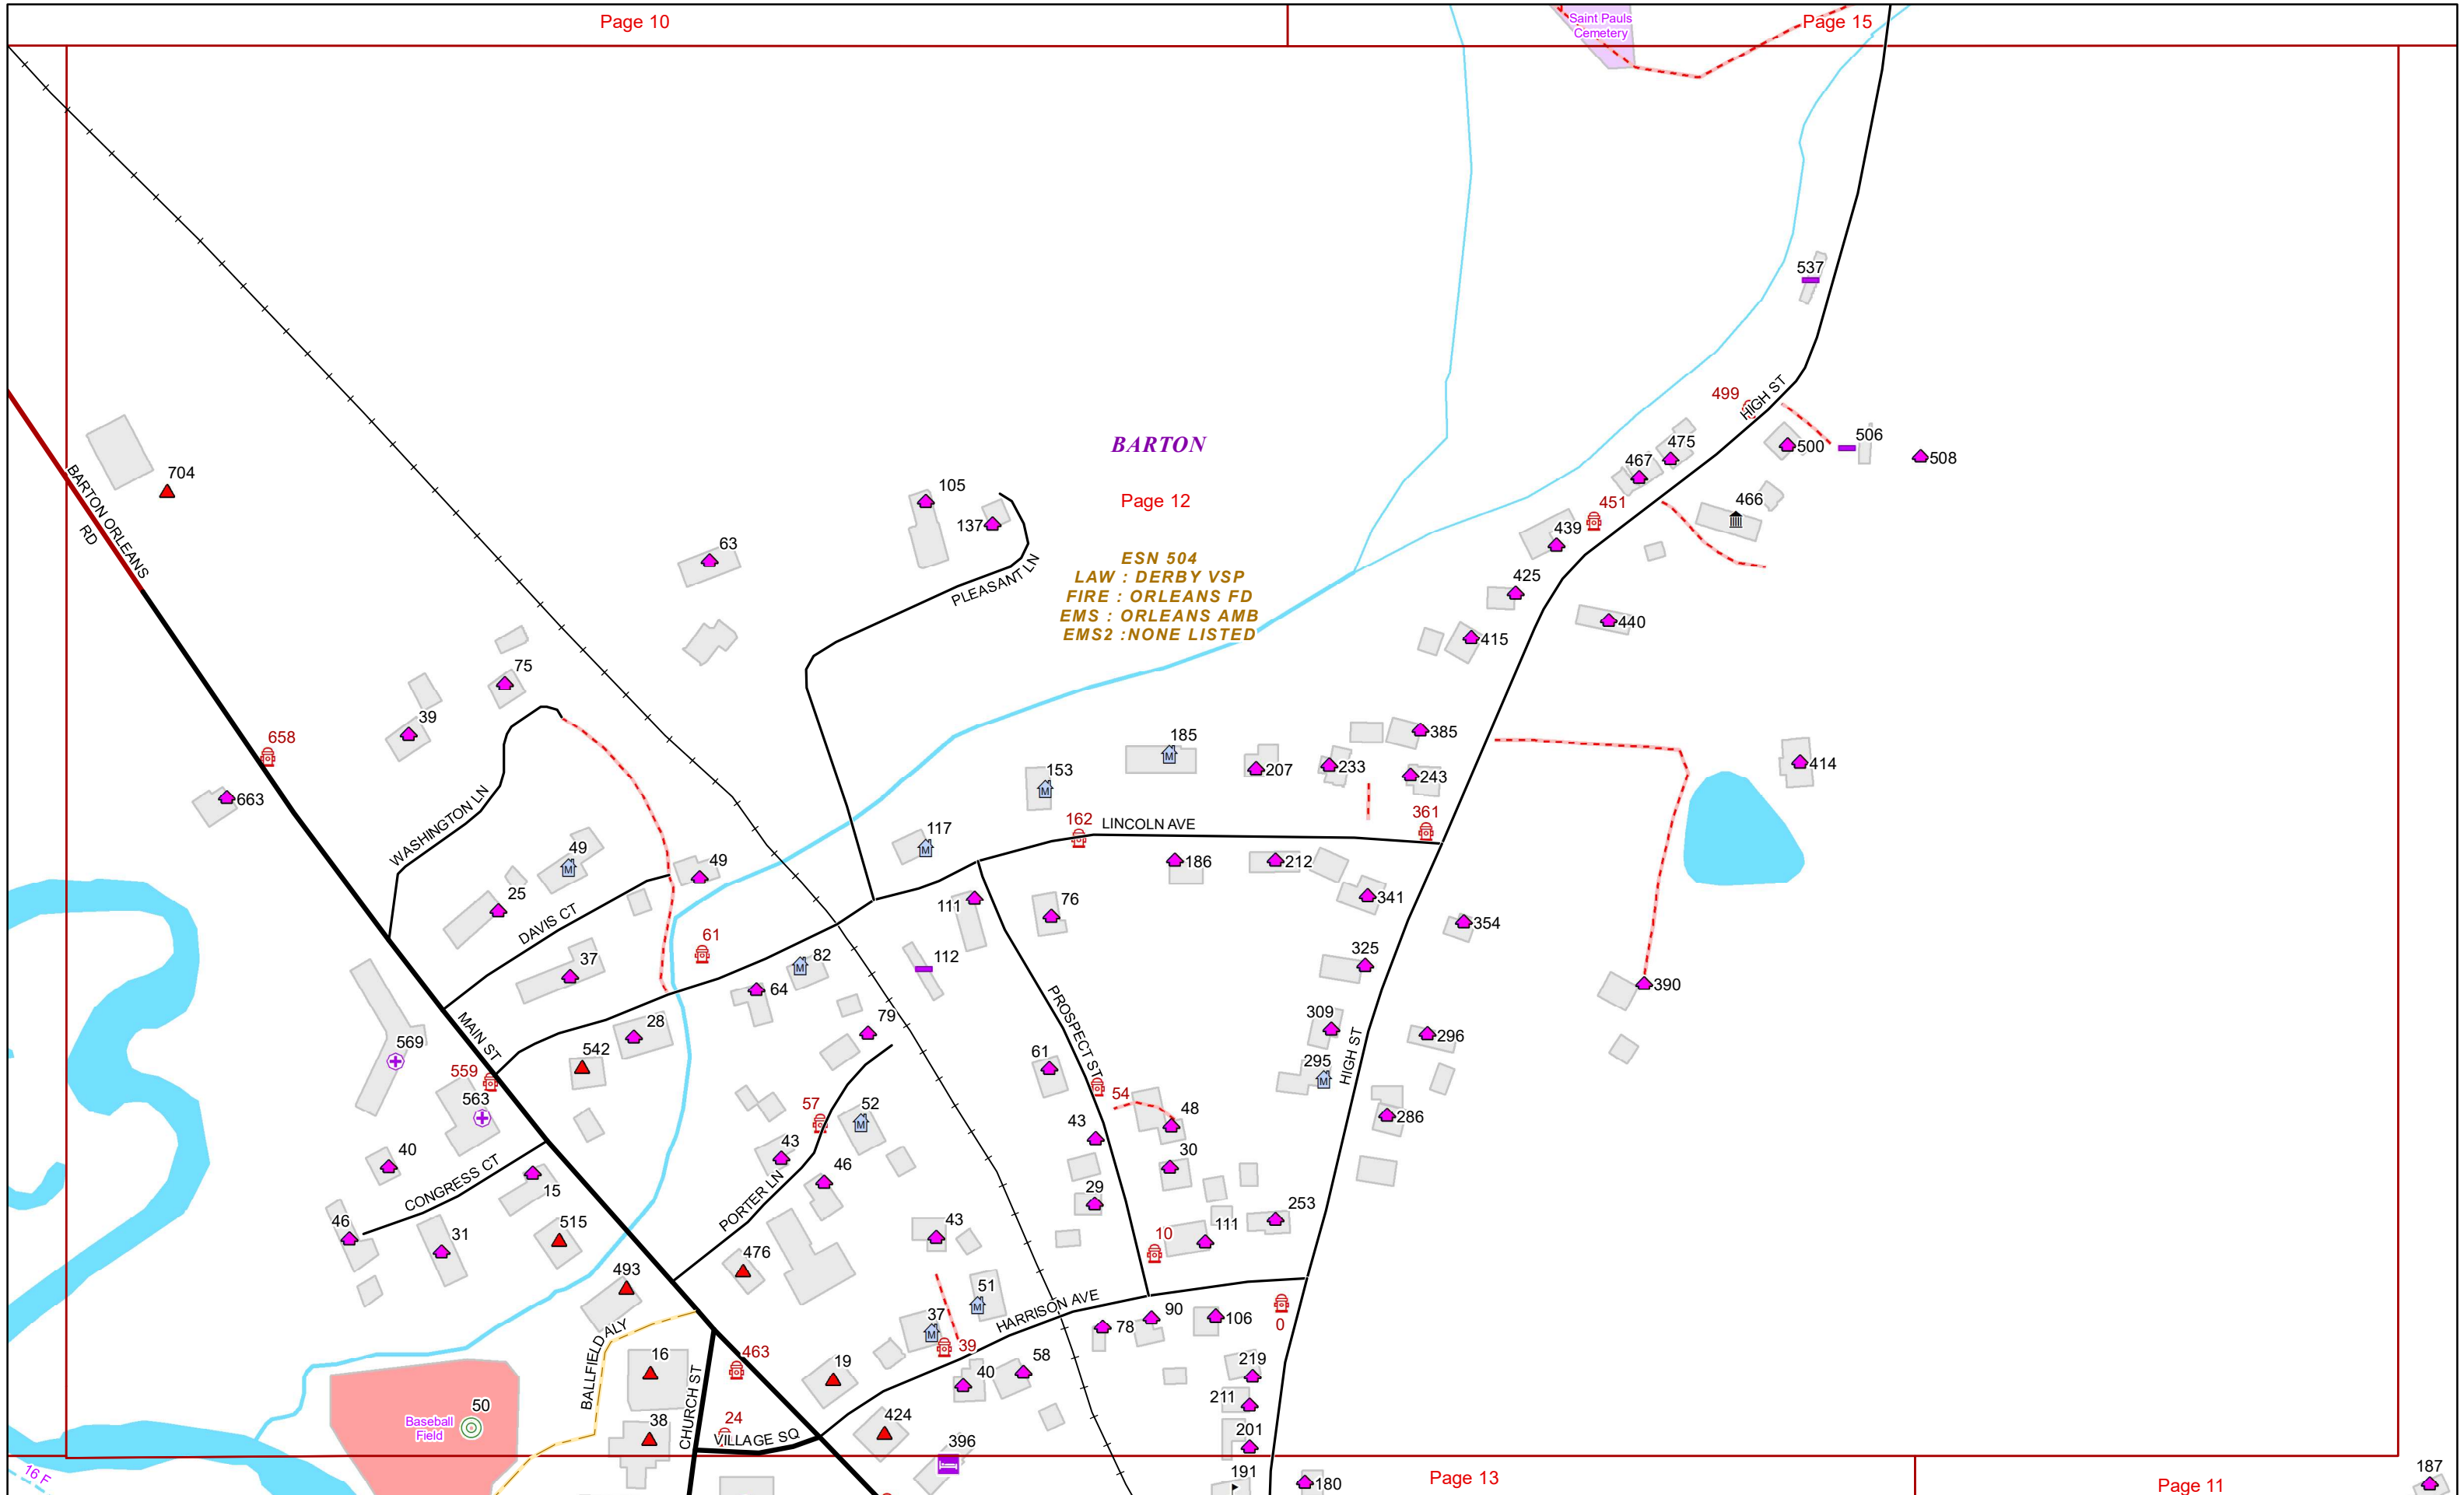 Page 10
Saint Pauls
Cemetery
Page 15
537
499
HIGH ST
BARTON
475
500
506
508
467
704
105
Page 12
451
466
137
439
BARTON ORLEANS
RD
63
ESN 504
LAW : DERBY VSP
FIRE : ORLEANS FD
EMS : ORLEANS AMB
EMS2 :NONE LISTED
PLEASANT LN
425
440
415
75
39
658
385
185
414
207
233
243
153
663
162
LINCOLN AVE
361
117
WASHINGTON LN
49
49
186
212
25
111
76
341
DAVIS CT
354
61
325
37
82
112
64
390
PROSPECT ST
28
79
309
296
MAIN ST
569
542
61
295
HIGH ST
559
563
57
52
54
48
286
43
40
43
30
CONGRESS CT
15
46
29
PORTER LN
46
31
515
43
10
111
253
476
493
51
HARRISON AVE
37
90
106
78
0
BALLFIELD ALY
39
16
463
19
58
219
40
CHURCH ST
211
50
Baseball
Field
38
24
424
201
VILLAGE SQ
396
16 F
191
180
Page 13
187
Page 11
M
M
M
M
M
M
M
M
M
M